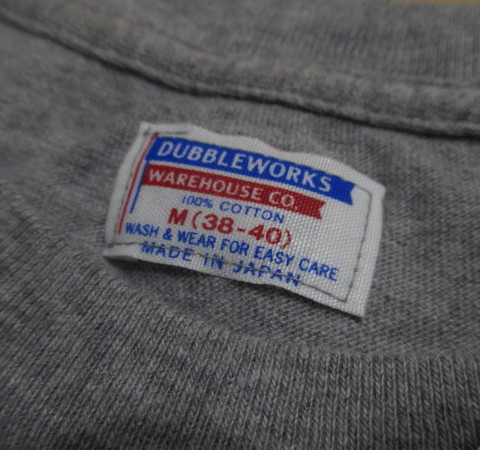 DUBBLEWORKS
WAREHOUSE CO.
100% COTTON
M (38-40)
WASH & WEAR FOR EASY CARE
MADE IN JAPAN